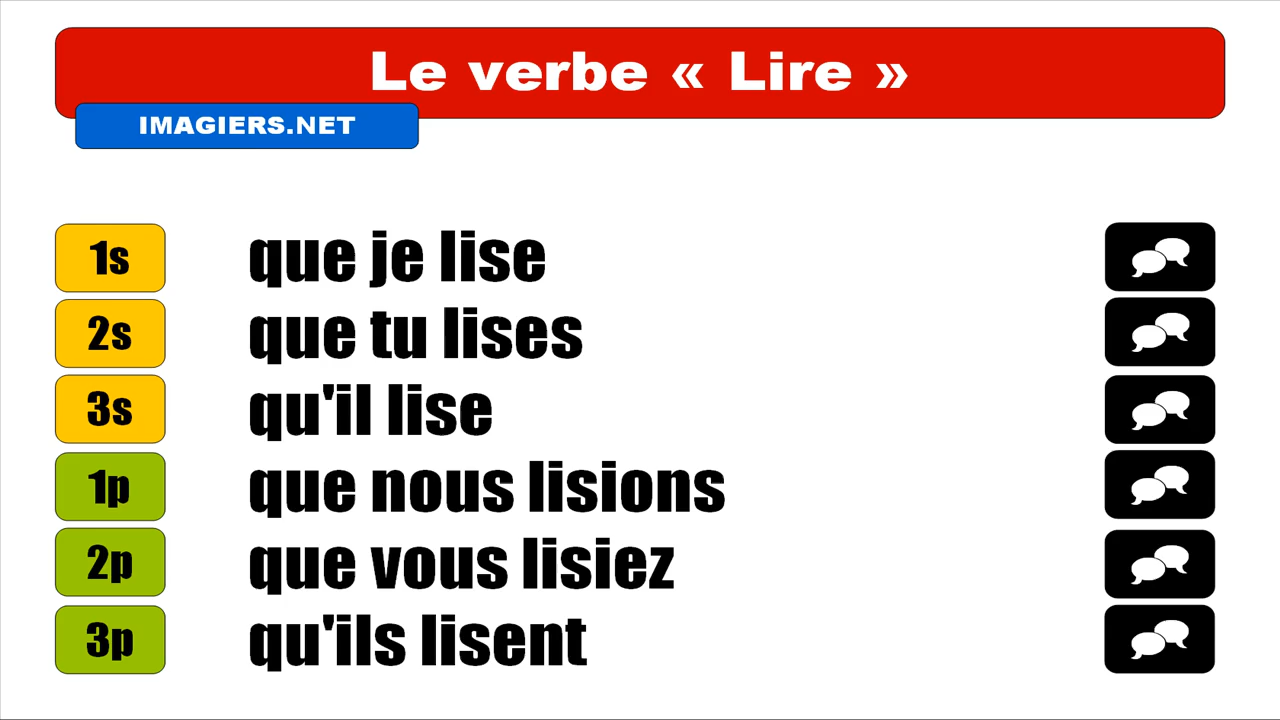 Le verbe « Lire »
IMAGIERS.NET
1s que je lise
2s que tu lises
3s qu'il lise
1p que nous lisions
2p que vous lisiez
3p qu'ils lisent